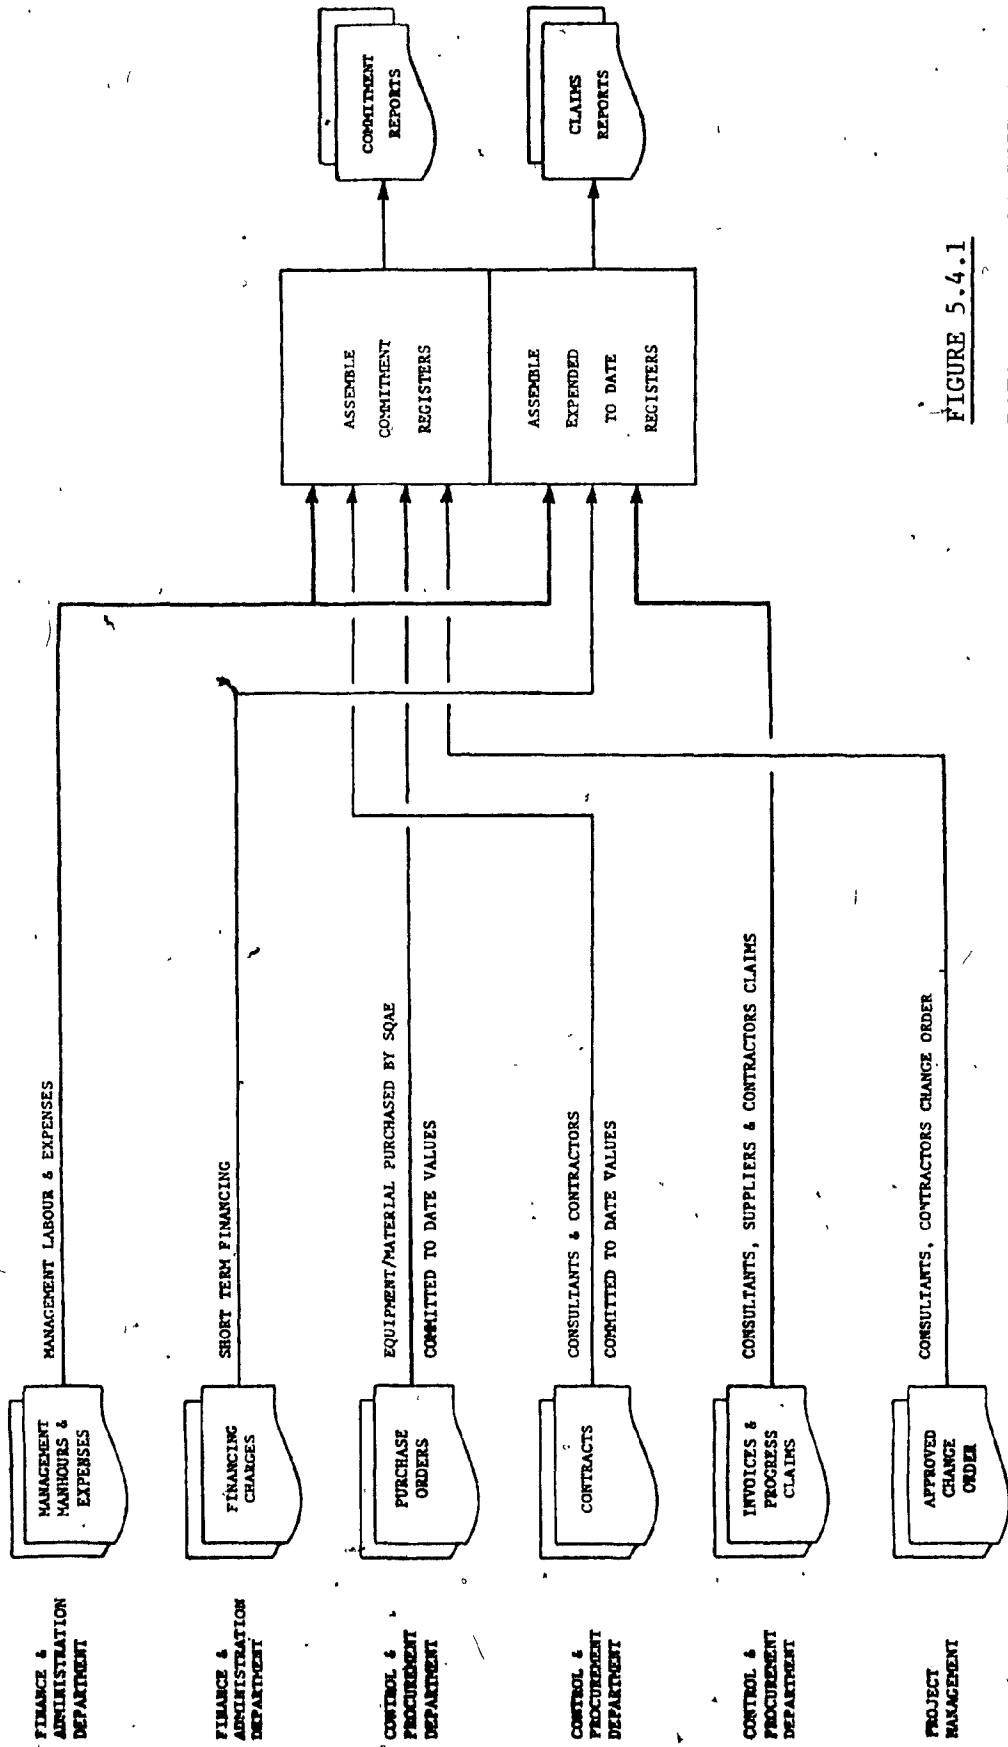 FINANCE &
ADMINISTRATION
DEPARTMENT
MANAGEMENT
MANHOURS &
EXPENSES
MANAGEMENT LABOUR & EXPENSES
FINANCE &
ADMINISTRATION
DEPARTMENT
FINANCING
CHARGES
SHORT TERM FINANCING
CONTROL &
PROCUREMENT
DEPARTMENT
PURCHASE
ORDERS
EQUIPMENT/MATERIAL PURCHASED BY SQAE
COMMITTED TO DATE VALUES
CONTROL &
PROCUREMENT
DEPARTMENT
CONTRACTS
CONSULTANTS & CONTRACTORS
COMMITTED TO DATE VALUES
CONTROL &
PROCUREMENT
DEPARTMENT
INVOICES &
PROGRESS
CLAIMS
CONSULTANTS, SUPPLIERS & CONTRACTORS CLAIMS
PROJECT
MANAGEMENT
APPROVED
CHANGE
ORDER
CONSULTANTS, CONTRACTORS CHANGE ORDER
ASSEMBLE
COMMITMENT
REGISTERS
ASSEMBLE
EXPENDED
TO DATE
REGISTERS
COMMITMENT
REPORTS
CLAIMS
REPORTS
FIGURE 5.4.1